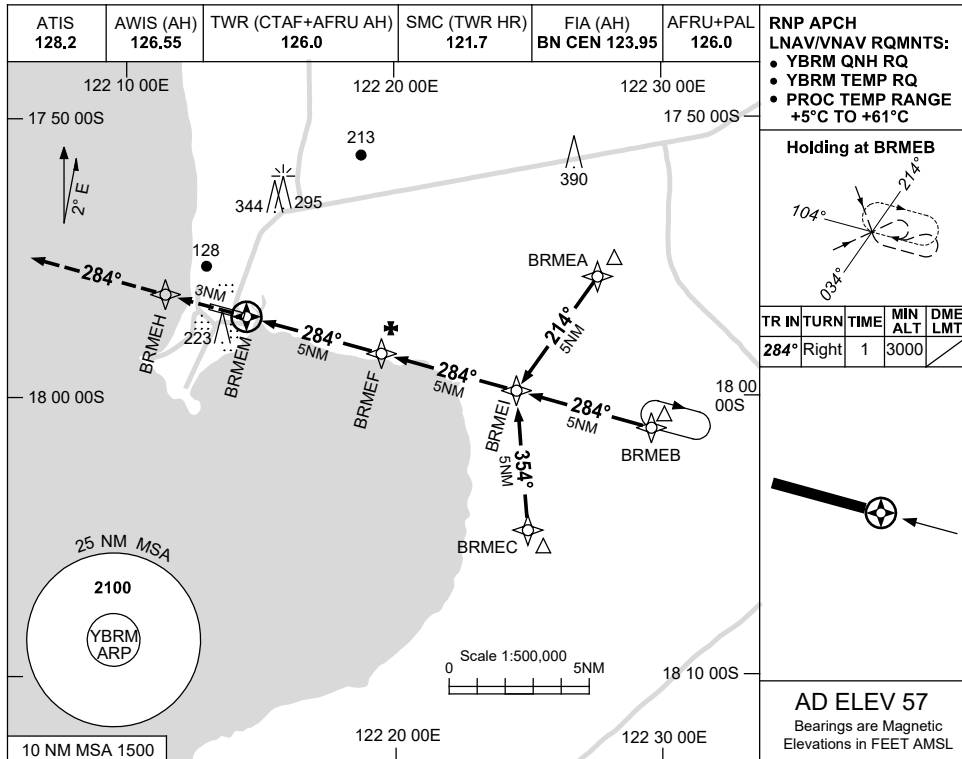 ATIS
128.2
AWIS (AH)
126.55
TWR (CTAF+AFRU AH)
126.0
SMC (TWR HR)
121.7
FIA (AH)
BN CEN 123.95
AFRU+PAL
126.0
RNP APCH
LNAV/VNAV RQMNTS:
• YBRM QNH RQ
• YBRM TEMP RQ
• PROC TEMP RANGE
+5°C TO +61°C
122 10 00E
122 20 00E
122 30 00E
17 50 00S
17 50 00S
213
390
344
295
2° E
128
Holding at BRMEB
214°
104°
034°
TR IN
TURN
TIME
MIN
ALT
DME
LMT
284°
Right
1
3000
BRMEA
284°
3NM
214°
5NM
223
BRMEH
BRMEM
284°
5NM
BRMEF
284°
5NM
BRMEI
284°
5NM
BRMEB
18 00 00S
18 00
00S
354°
5NM
BRMEC
25 NM MSA
2100
YBRM
ARP
Scale 1:500,000
0
5NM
18 10 00S
122 20 00E
122 30 00E
10 NM MSA 1500
AD ELEV 57
Bearings are Magnetic
Elevations in FEET AMSL